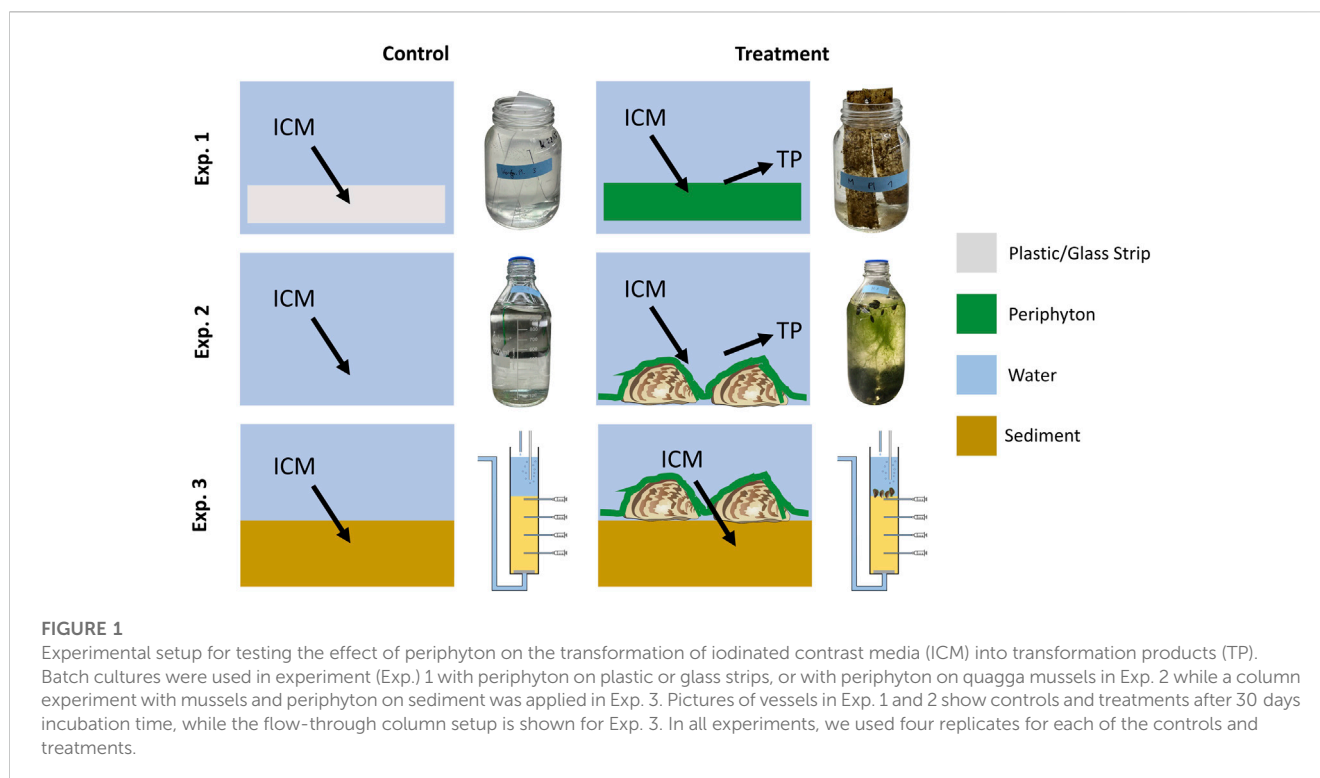 Control
Treatment
Exp. 1
ICM
ICM
TP
Exp. 2
ICM
ICM
TP
Exp. 3
ICM
ICM
Plastic/Glass Strip
Periphyton
Water
Sediment
FIGURE 1
Experimental setup for testing the effect of periphyton on the transformation of iodinated contrast media (ICM) into transformation products (TP).
Batch cultures were used in experiment (Exp.) 1 with periphyton on plastic or glass strips, or with periphyton on quagga mussels in Exp. 2 while a column
experiment with mussels and periphyton on sediment was applied in Exp. 3. Pictures of vessels in Exp. 1 and 2 show controls and treatments after 30 days
incubation time, while the flow-through column setup is shown for Exp. 3. In all experiments, we used four replicates for each of the controls and
treatments.